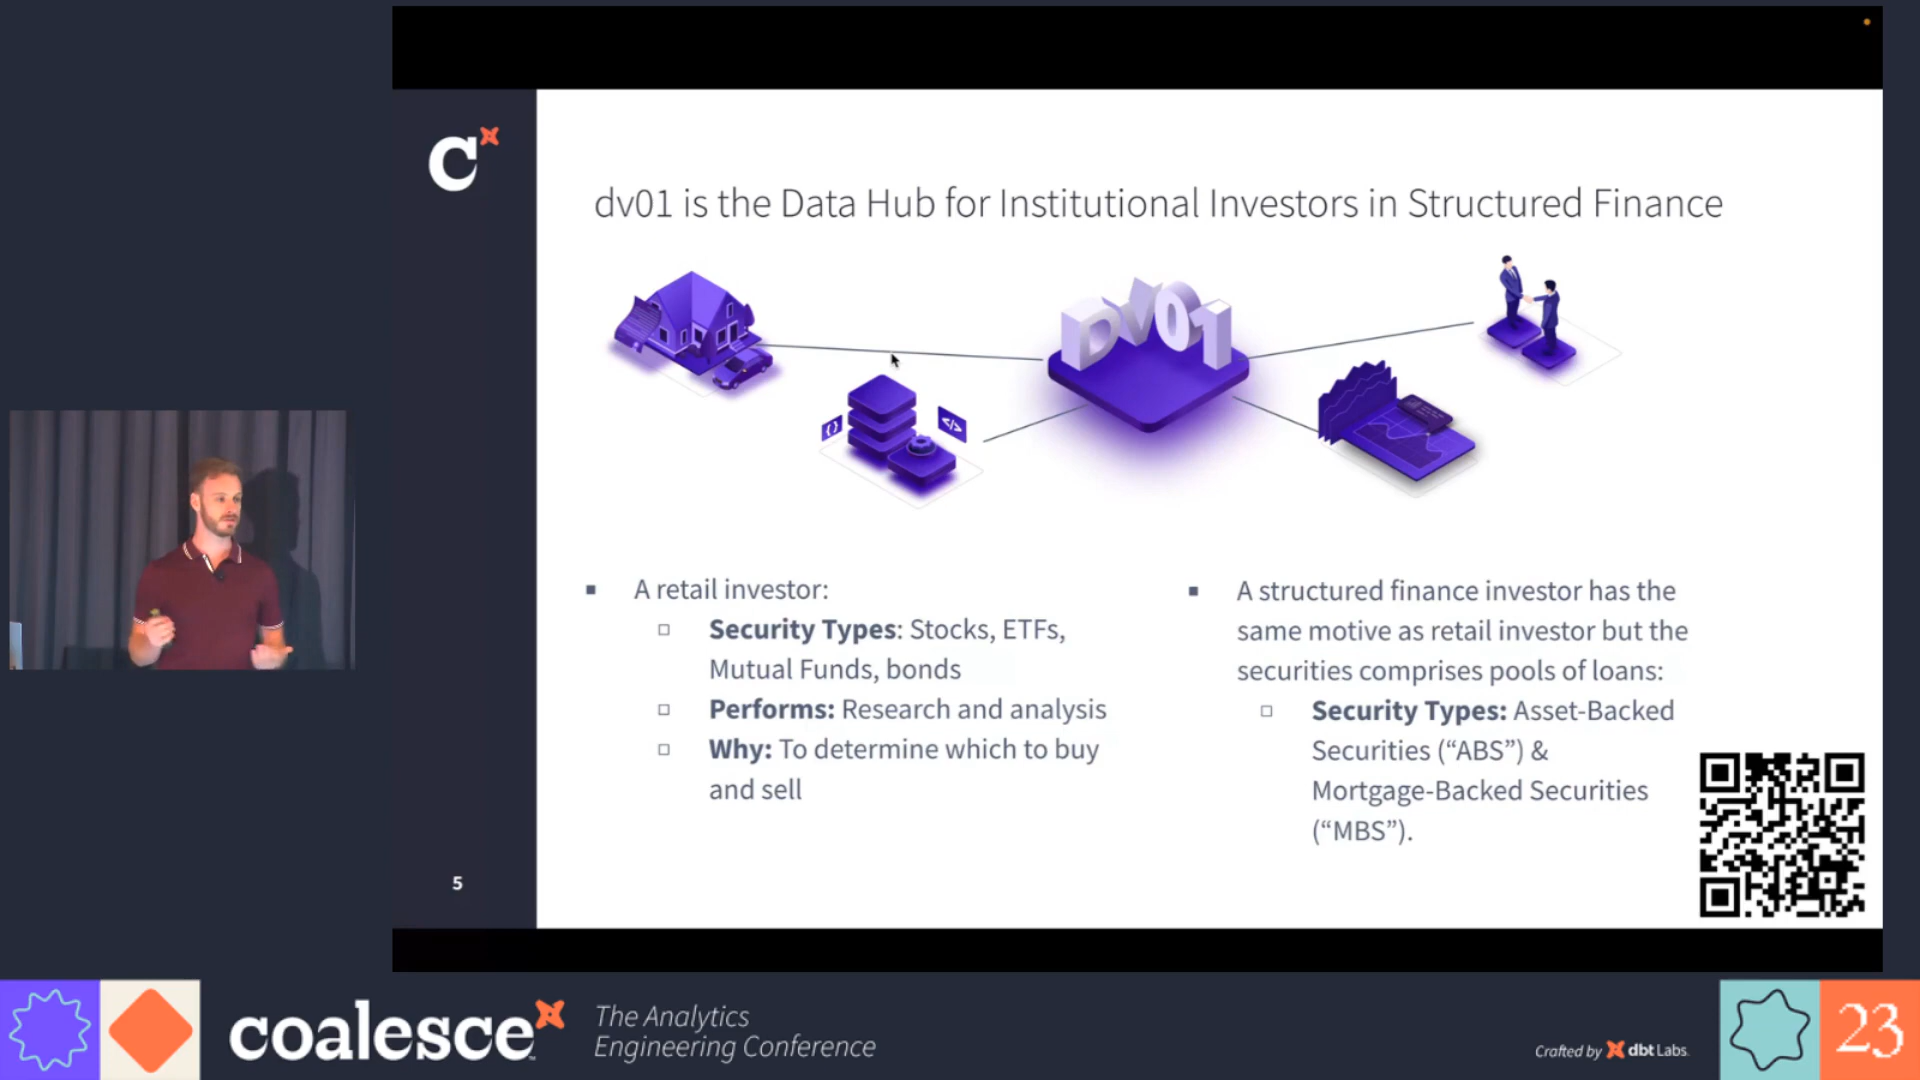 C
dv01 is the Data Hub for Institutional Investors in Structured Finance
DV01
{ }
</>
A retail investor:
Security Types: Stocks, ETFs,
Mutual Funds, bonds
Performs: Research and analysis
Why: To determine which to buy
and sell
A structured finance investor has the
same motive as retail investor but the
securities comprises pools of loans:
Security Types: Asset-Backed
Securities (“ABS”) &
Mortgage-Backed Securities
(“MBS”).
5
coalesce
The Analytics
Engineering Conference
Crafted by dbt Labs.
23